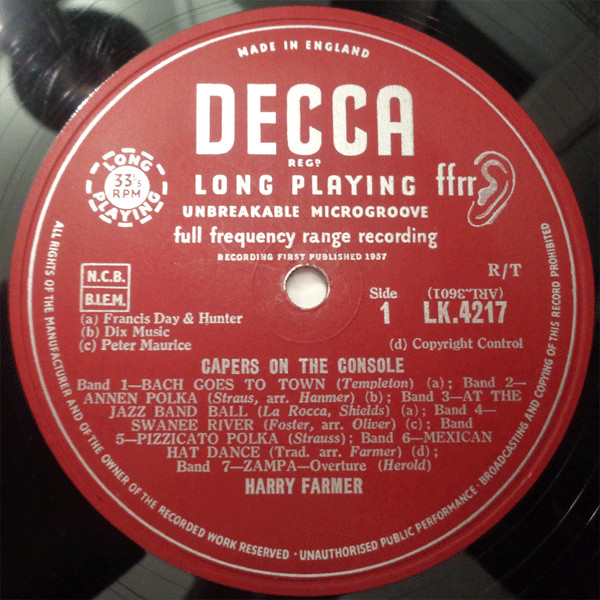 MADE IN ENGLAND
DECCA
REGᴰ
LONG PLAYING
33⅓
RPM
LONG PLAYING ffrr
UNBREAKABLE MICROGROOVE
full frequency range recording
RECORDING FIRST PUBLISHED 1957
N.C.B.
B.I.E.M.
(a) Francis Day & Hunter
(b) Dix Music
(c) Peter Maurice
R/T
Side (ARL.3601)
1 LK.4217
(d) Copyright Control
CAPERS ON THE CONSOLE
Band 1—BACH GOES TO TOWN (Templeton) (a); Band 2—
ANNEN POLKA (Straus, arr. Hanmer) (b); Band 3—AT THE
JAZZ BAND BALL (La Rocca, Shields) (a); Band 4—
SWANEE RIVER (Foster, arr. Oliver) (c); Band
5—PIZZICATO POLKA (Strauss); Band 6—MEXICAN
HAT DANCE (Trad. arr. Farmer) (d);
Band 7—ZAMPA—Overture (Herold)
HARRY FARMER
ALL RIGHTS OF THE MANUFACTURER AND OF THE OWNER OF THE RECORDED WORK RESERVED · UNAUTHORISED PUBLIC PERFORMANCE · BROADCASTING AND COPYING OF THIS RECORD PROHIBITED